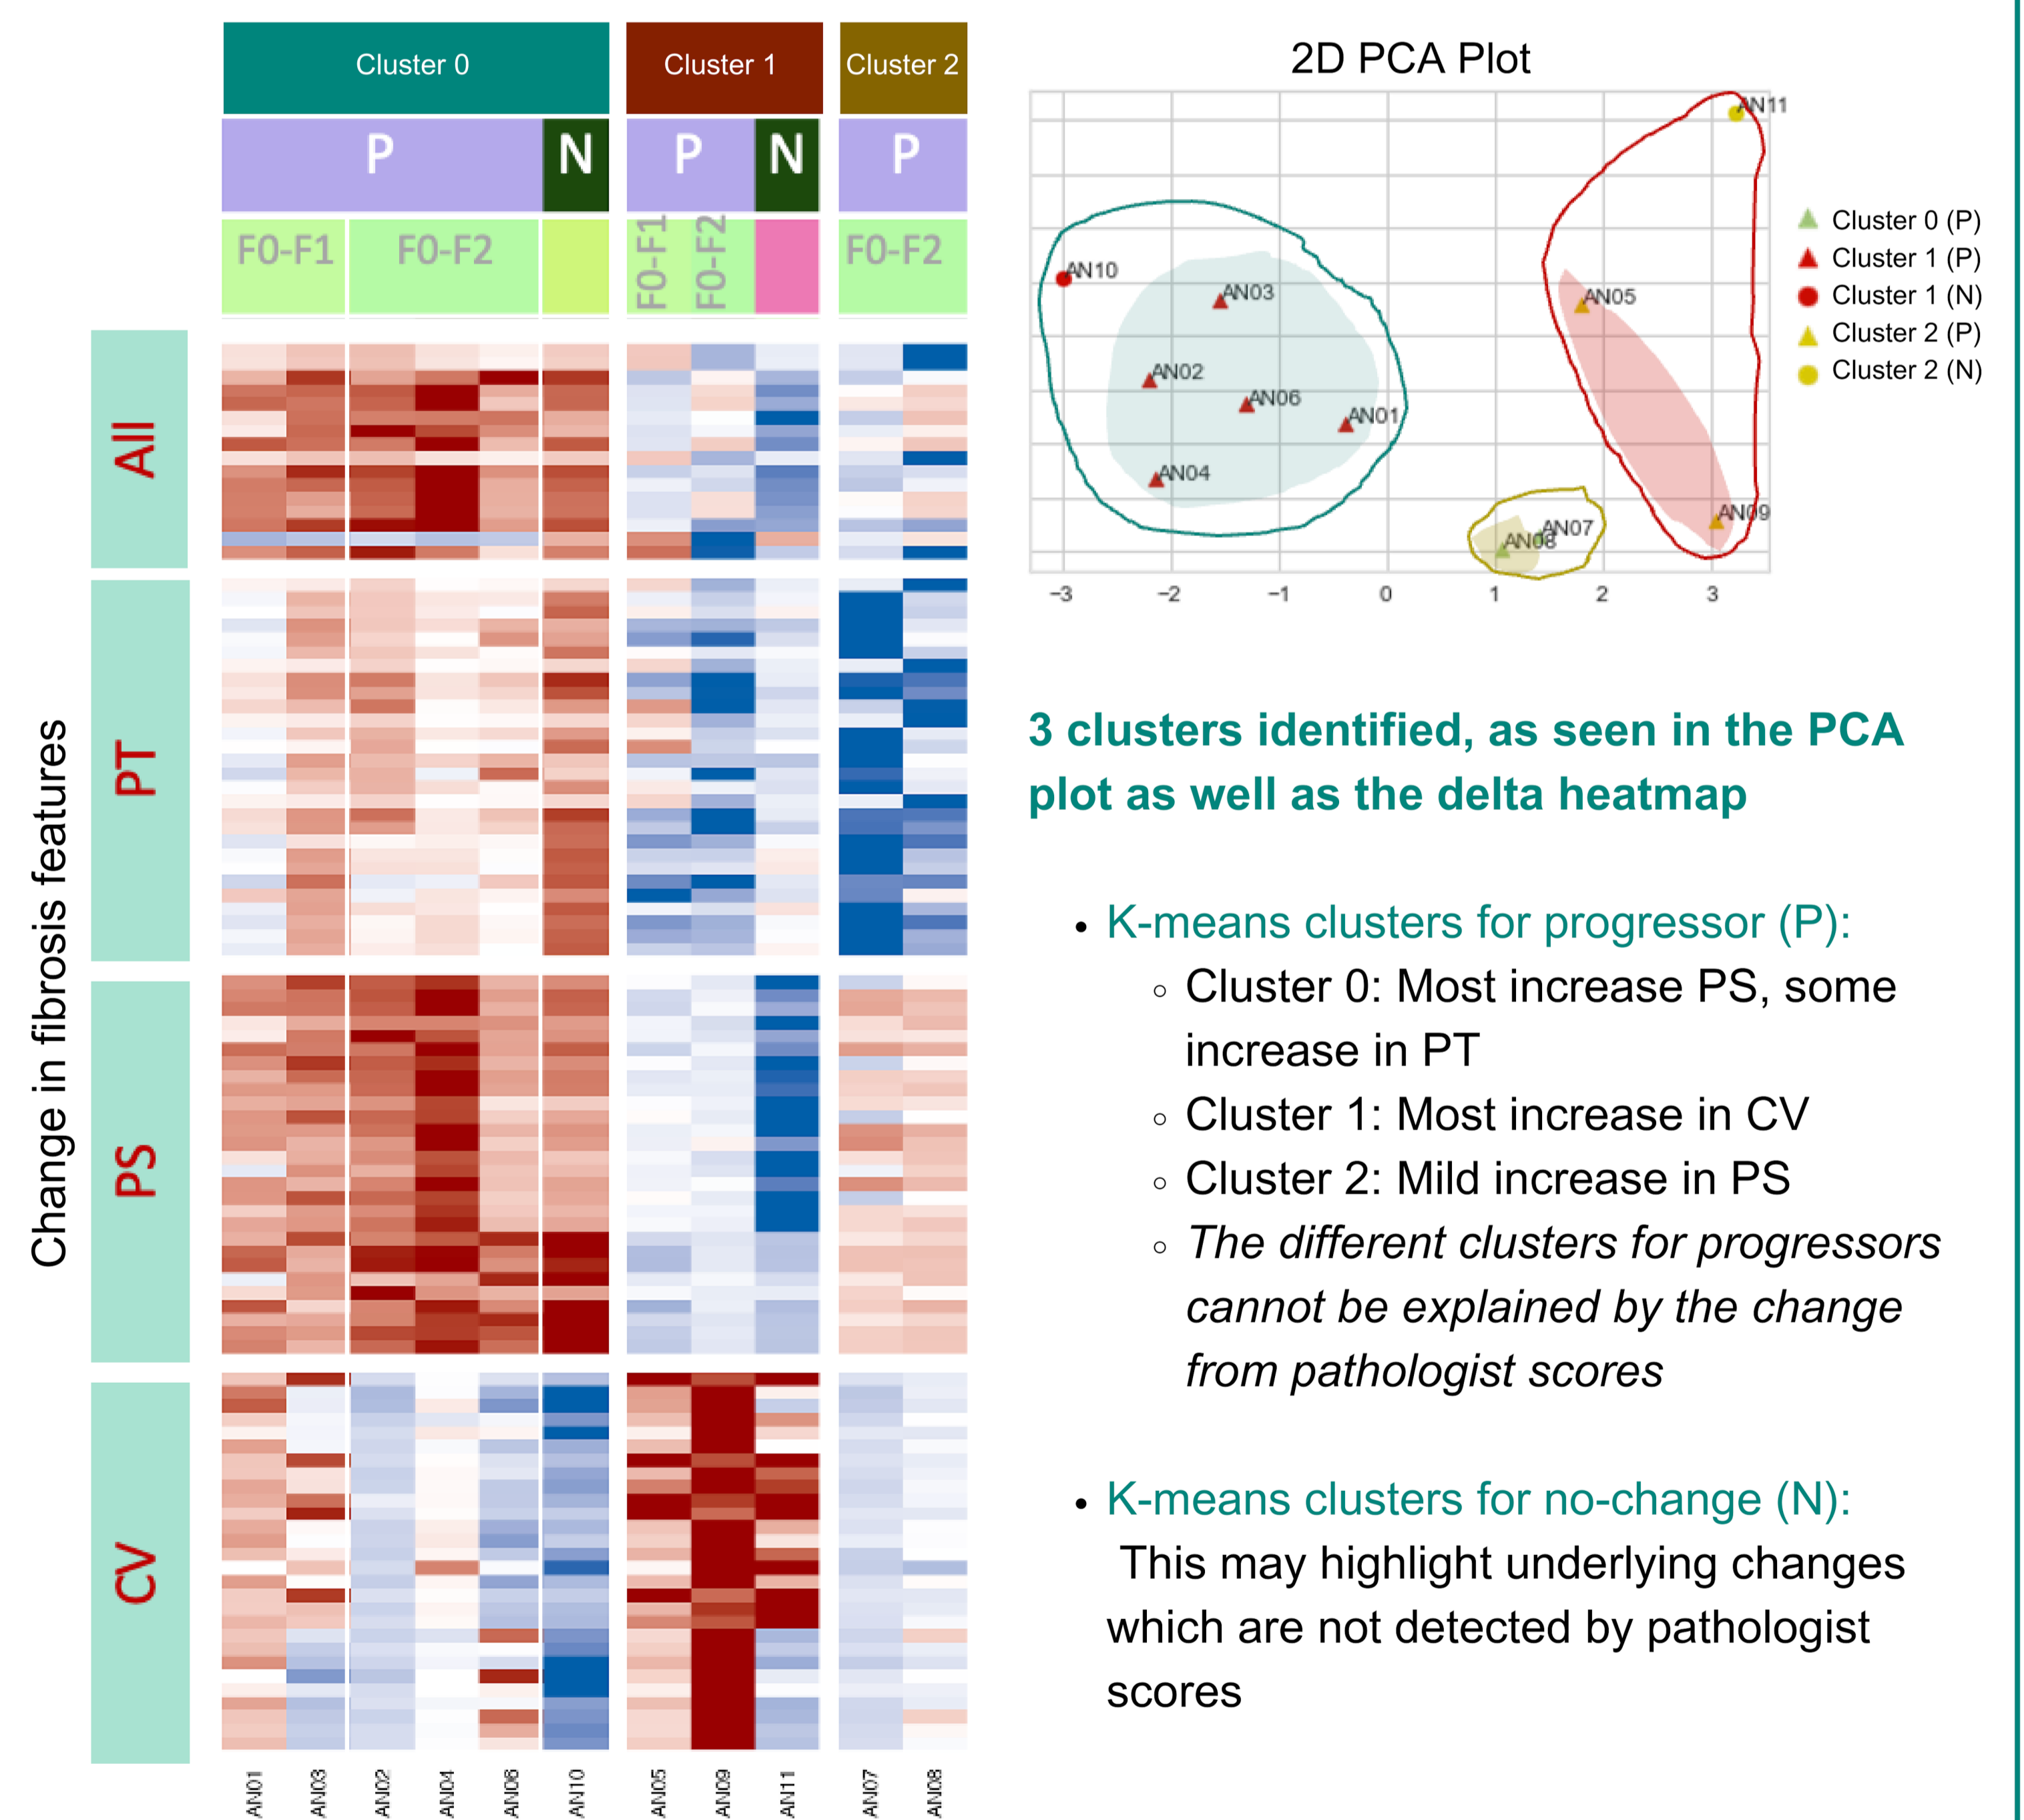 Cluster 0
Cluster 1
Cluster 2
P
N
P
N
P
F0-F1
F0-F2
F0-F1
F0-F2
F0-F2
Change in fibrosis features
All
PT
PS
CV
AN01
AN03
AN02
AN04
AN06
AN10
AN05
AN09
AN11
AN07
AN08
2D PCA Plot
AN11
AN10
AN03
AN05
AN02
AN06
AN01
AN04
AN09
AN07
AN08
−3
−2
−1
0
1
2
3
Cluster 0 (P)
Cluster 1 (P)
Cluster 1 (N)
Cluster 2 (P)
Cluster 2 (N)
3 clusters identified, as seen in the PCA
plot as well as the delta heatmap
• K-means clusters for progressor (P):
○ Cluster 0: Most increase PS, some
increase in PT
○ Cluster 1: Most increase in CV
○ Cluster 2: Mild increase in PS
○ The different clusters for progressors
cannot be explained by the change
from pathologist scores
• K-means clusters for no-change (N):
This may highlight underlying changes
which are not detected by pathologist
scores